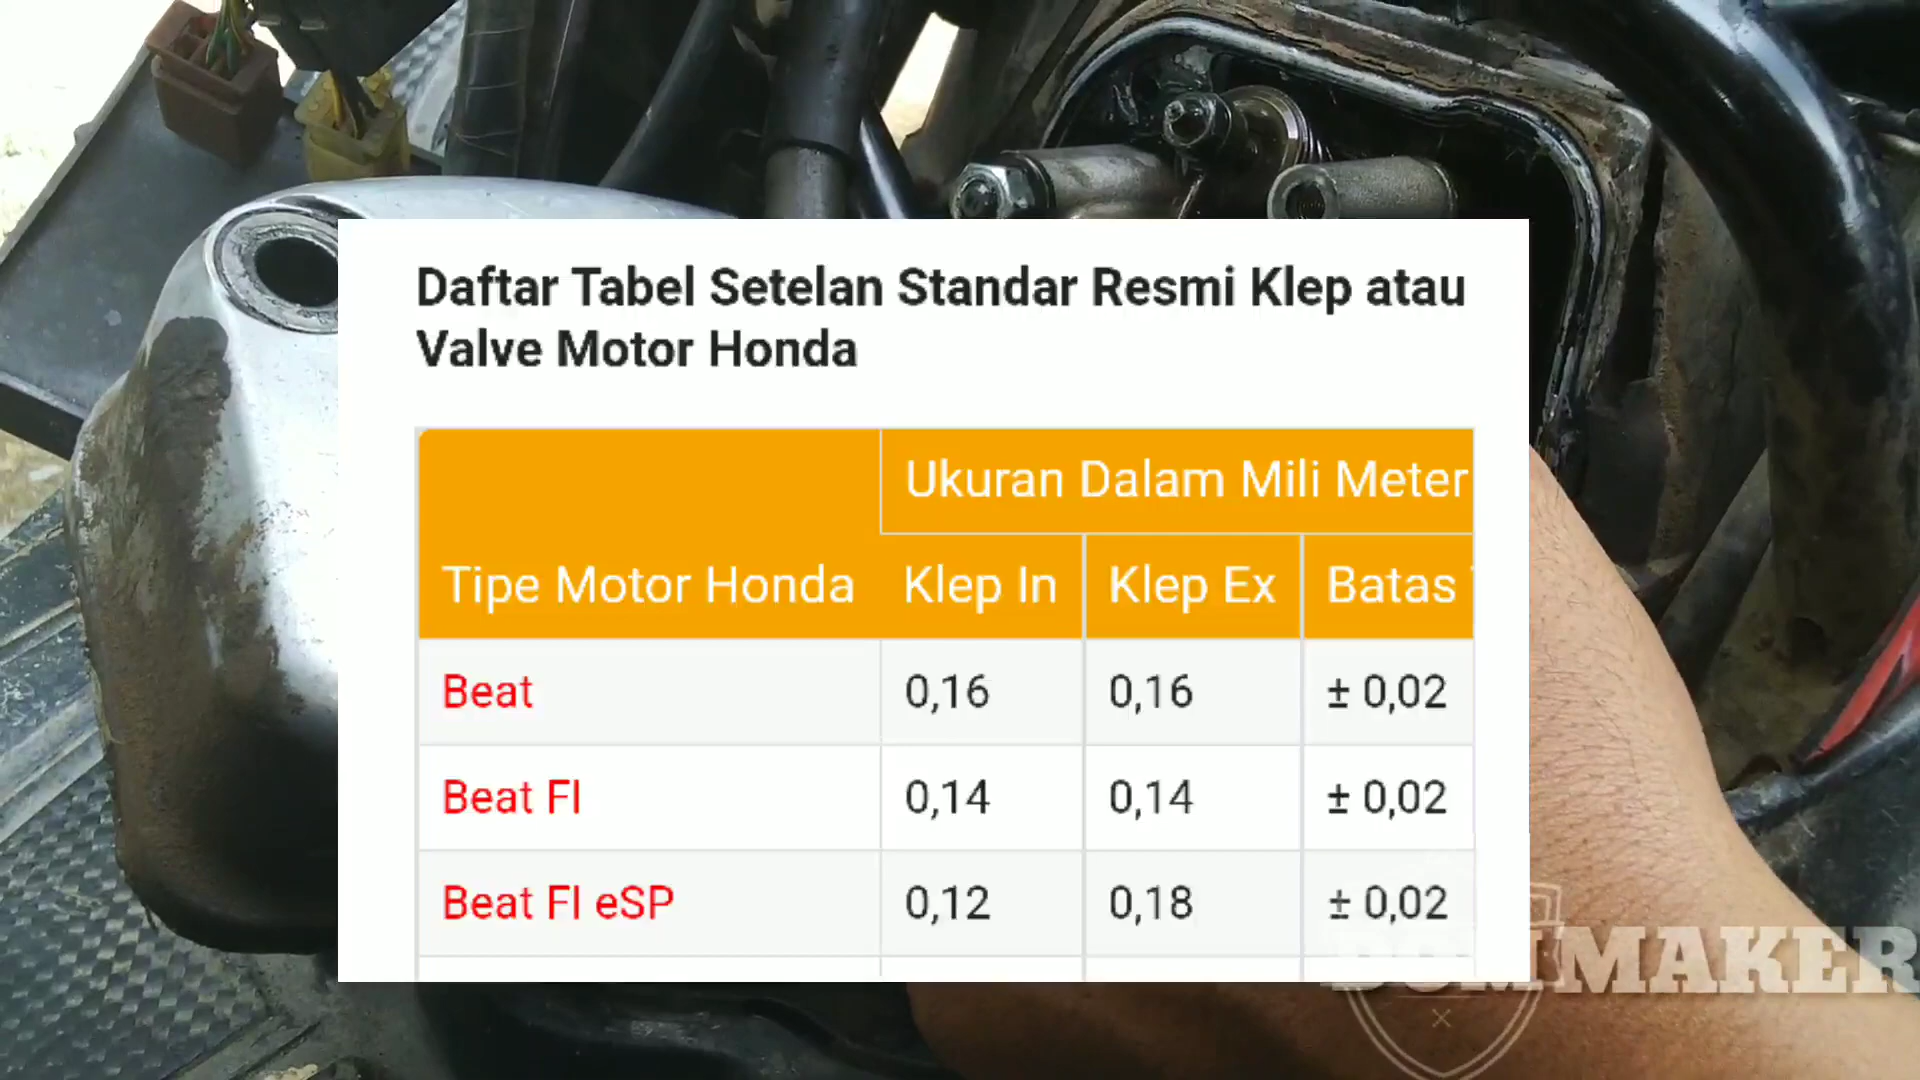 Daftar Tabel Setelan Standar Resmi Klep atau
Valve Motor Honda
Ukuran Dalam Mili Meter
Tipe Motor Honda Klep In Klep Ex Batas
Beat 0,16 0,16 ± 0,02
Beat FI 0,14 0,14 ± 0,02
Beat FI eSP 0,12 0,18 ± 0,02
BOMMAKER